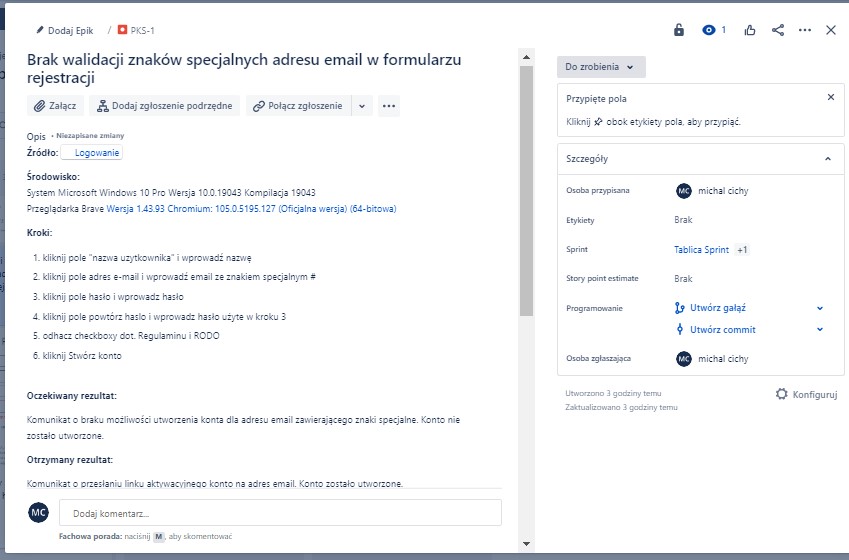 Dodaj Epik / PKS-1
1
Brak walidacji znaków specjalnych adresu email w formularzu
rejestracji
Załącz Dodaj zgłoszenie podrzędne Połącz zgłoszenie
Opis • Niezapisane zmiany
Źródło: Logowanie
Środowisko:
System Microsoft Windows 10 Pro Wersja 10.0.19043 Kompilacja 19043
Przeglądarka Brave Wersja 1.43.93 Chromium: 105.0.5195.127 (Oficjalna wersja) (64-bitowa)
Kroki:
1. kliknij pole "nazwa uzytkownika" i wprowadź nazwę
2. kliknij pole adres e-mail i wprowadź email ze znakiem specjalnym #
3. kliknij pole hasło i wprowadz hasło
4. kliknij pole powtórz haslo i wprowadz hasło użyte w kroku 3
5. odhacz checkboxy dot. Regulaminu i RODO
6. kliknij Stwórz konto
Oczekiwany rezultat:
Komunikat o braku możliwości utworzenia konta dla adresu email zawierającego znaki specjalne. Konto nie
zostało utworzone.
Otrzymany rezultat:
Komunikat o przesłaniu linku aktywacyjnego konto na adres email. Konto zostało utworzone.
MC Dodaj komentarz...
Fachowa porada: naciśnij M, aby skomentować
Do zrobienia
Przypięte pola
Kliknij obok etykiety pola, aby przypiąć.
Szczegóły
Osoba przypisana MC michal cichy
Etykiety Brak
Sprint Tablica Sprint +1
Story point estimate Brak
Programowanie Utwórz gałąź
Utwórz commit
Osoba zgłaszająca MC michal cichy
Utworzono 3 godziny temu Konfiguruj
Zaktualizowano 3 godziny temu